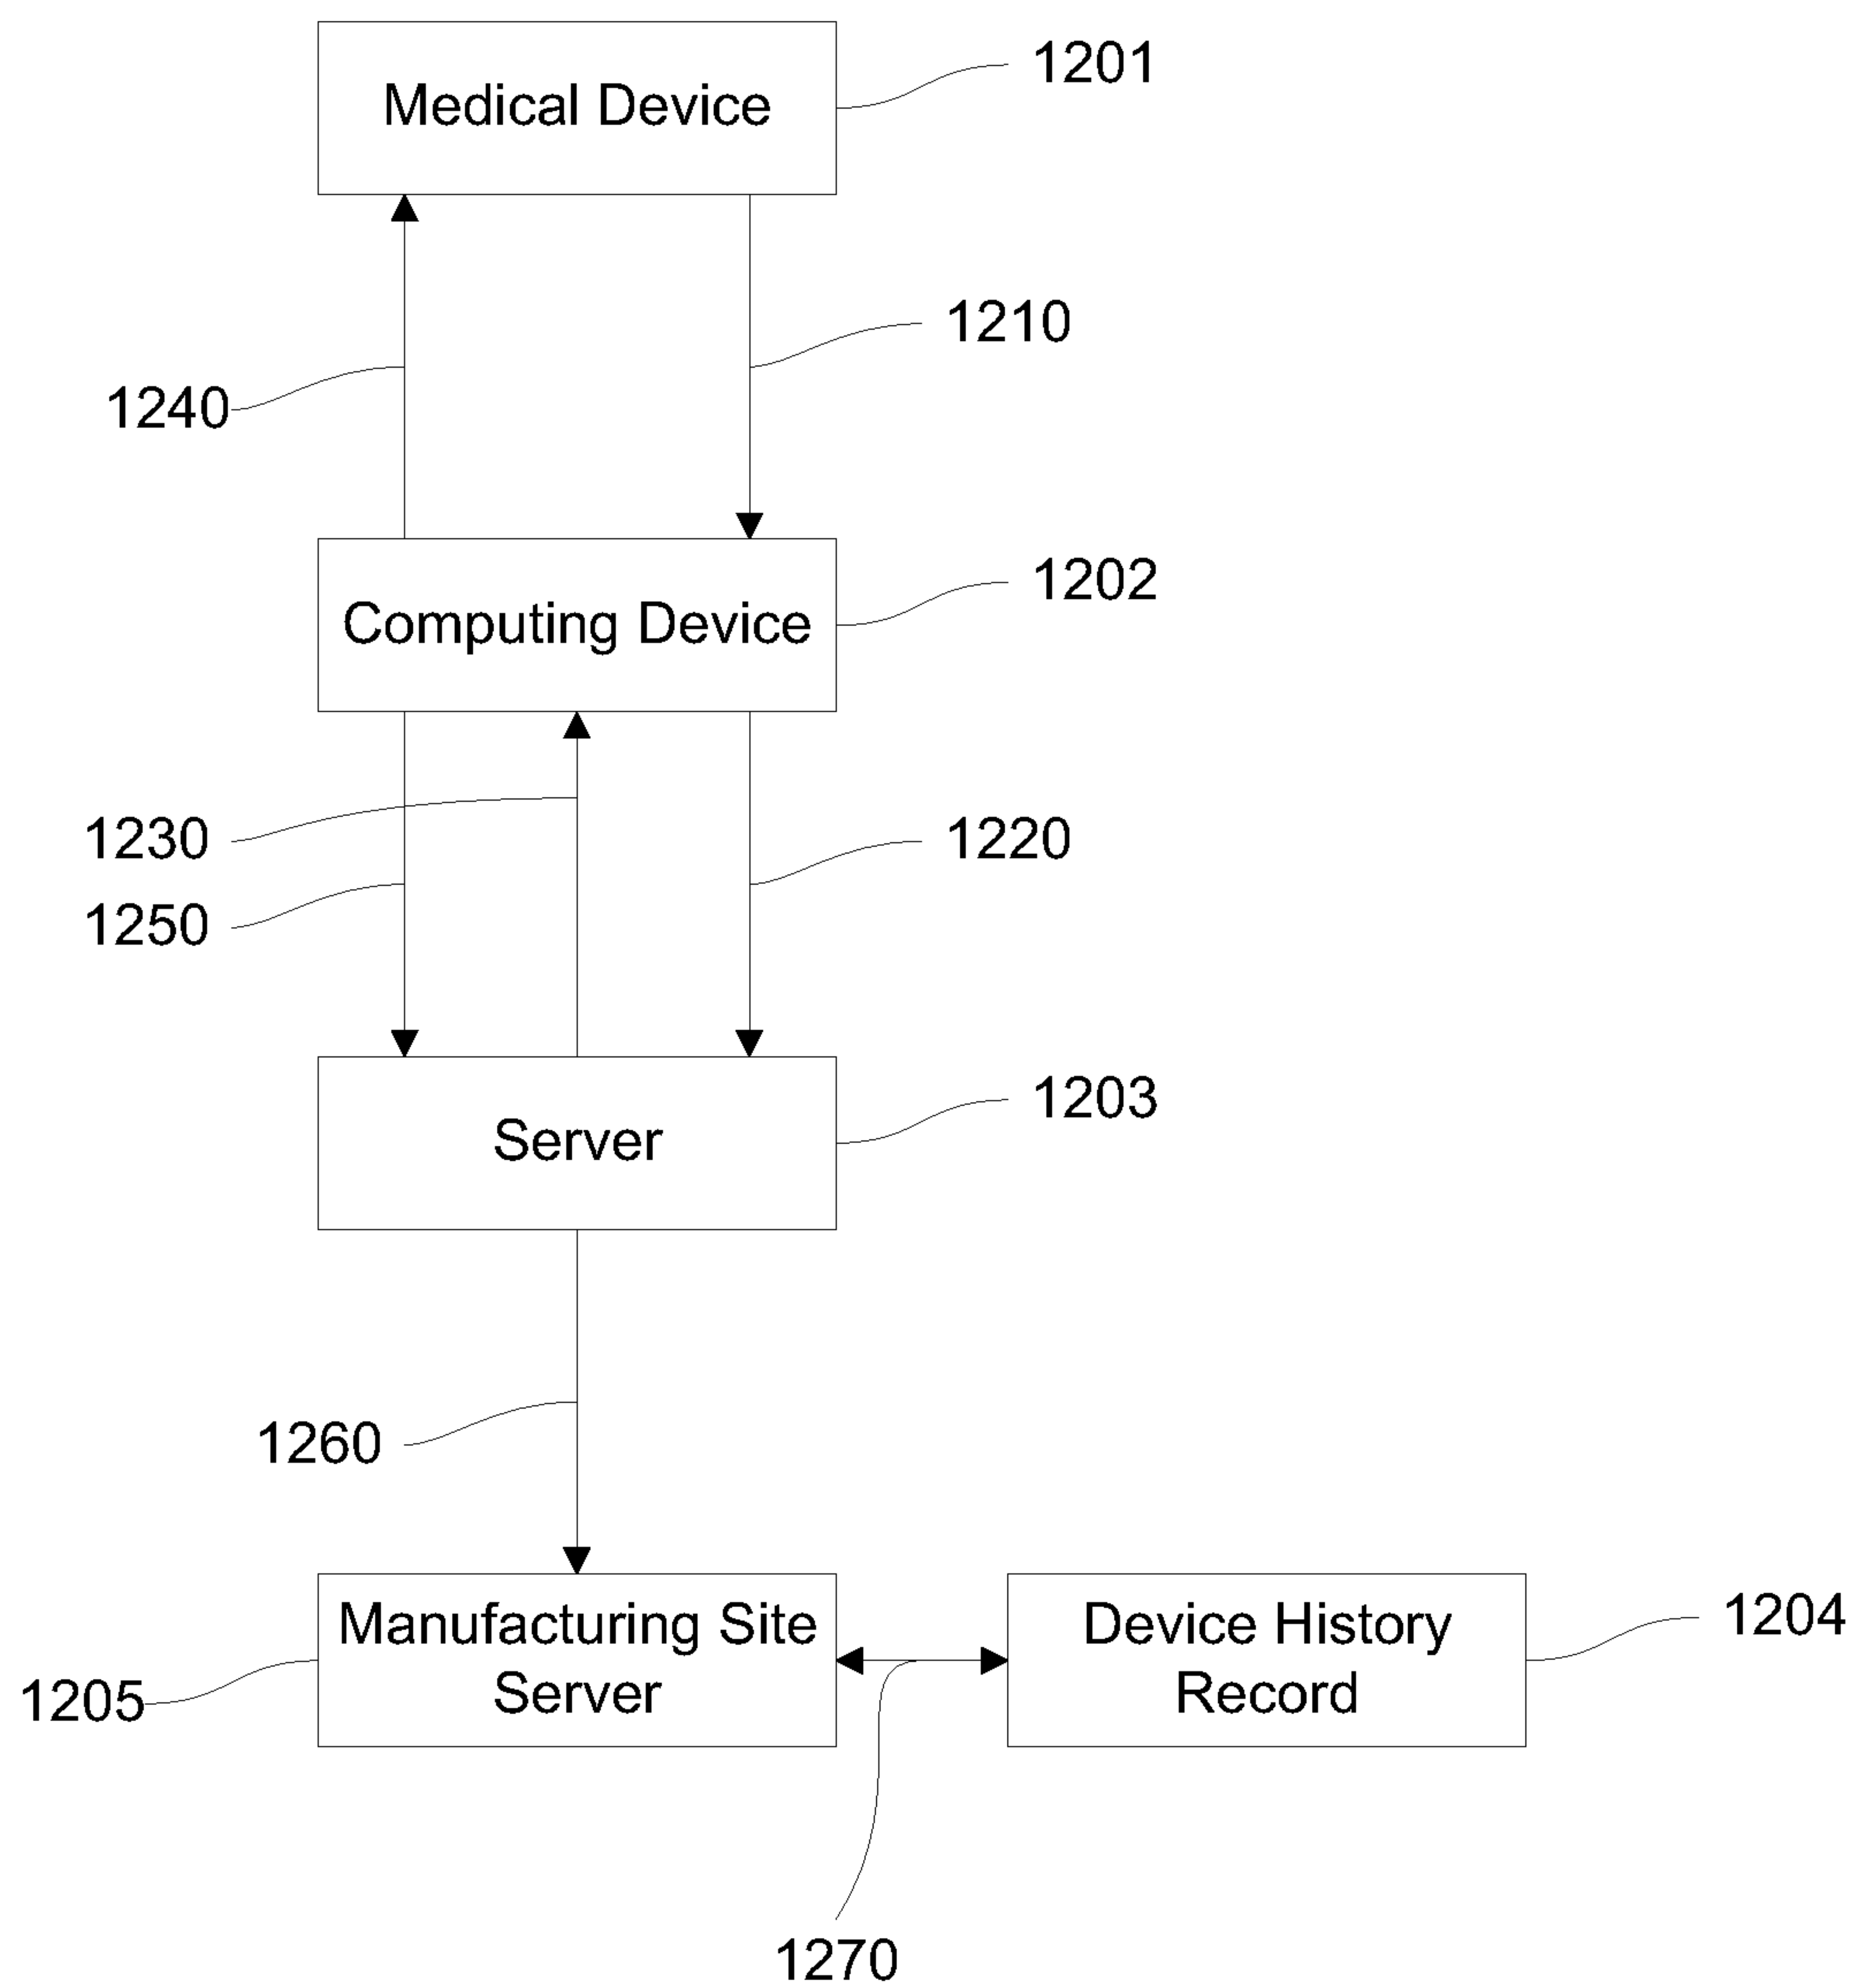 Medical Device
1201
1210
1240
Computing Device
1202
1230
1220
1250
Server
1203
1260
Manufacturing Site
Server
Device History
Record
1204
1205
1270